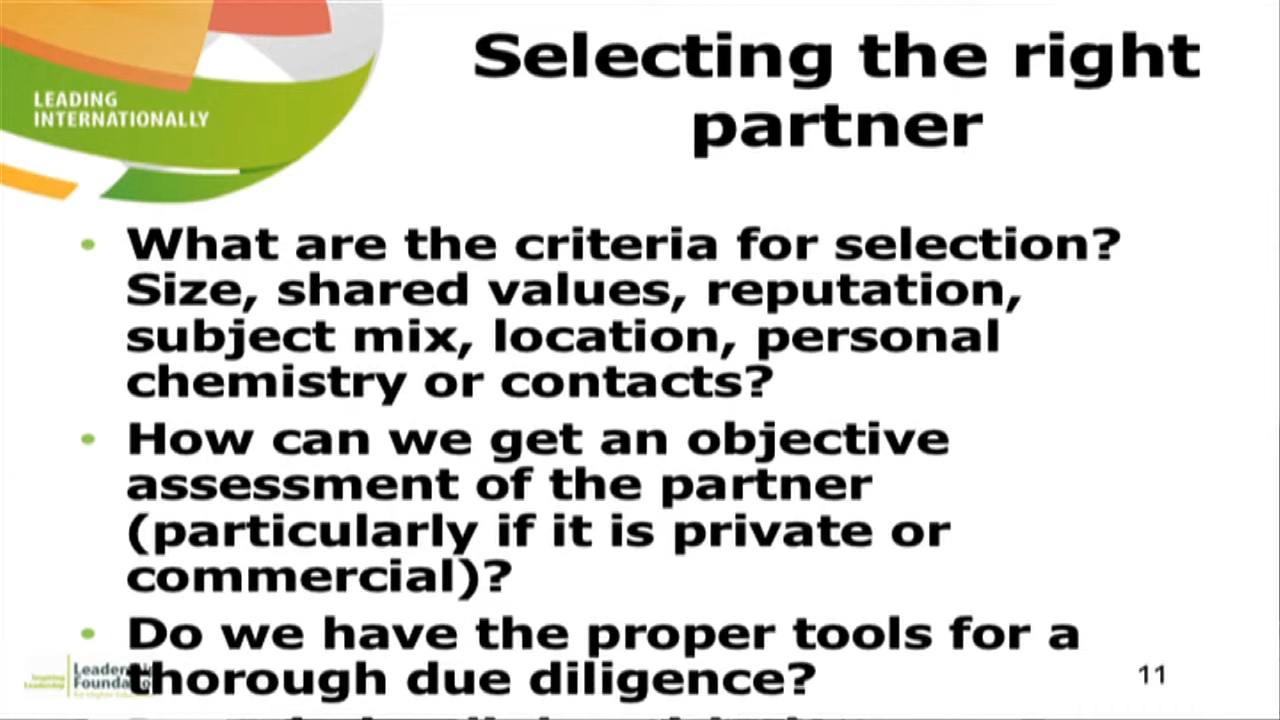 LEADING
INTERNATIONALLY
Selecting the right
partner
• What are the criteria for selection?
Size, shared values, reputation,
subject mix, location, personal
chemistry or contacts?
• How can we get an objective
assessment of the partner
(particularly if it is private or
commercial)?
• Do we have the proper tools for a
thorough due diligence?
Inspiring
Leadership
Foundation
11